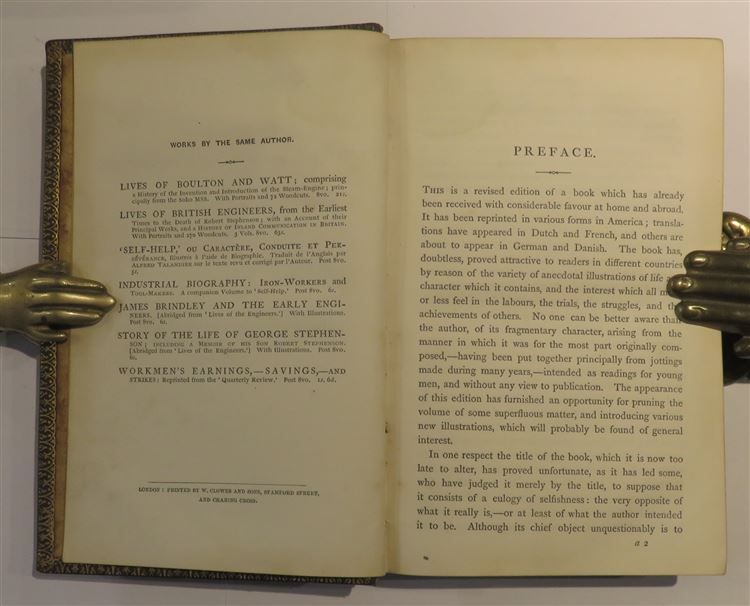 WORKS BY THE SAME AUTHOR.
LIVES OF BOULTON AND WATT; comprising
a History of the Invention and Introduction of the Steam-Engine; prin-
cipally from the Soho MSS. With Portraits and 72 Woodcuts. 8vo. 21s.
LIVES OF BRITISH ENGINEERS, from the Earliest
Times to the Death of Robert Stephenson; with an Account of their
Principal Works, and a HISTORY OF INLAND COMMUNICATION IN BRITAIN.
With Portraits and 270 Woodcuts. 3 Vols. 8vo. 63s.
'SELF-HELP,' OU CARACTÈRE, CONDUITE ET PER-
SÉVÉRANCE, Illustrés à l'aide de Biographie. Traduit de l'Anglais par
ALFRED TALANDIER sur le texte revu et corrigé par l'Auteur. Post 8vo.
5s.
INDUSTRIAL BIOGRAPHY: IRON-WORKERS and
TOOL-MAKERS. A companion Volume to 'Self-Help.' Post 8vo. 6s.
JAMES BRINDLEY AND THE EARLY ENGI-
NEERS. [Abridged from 'Lives of the Engineers.'] With Illustrations.
Post 8vo. 6s.
STORY OF THE LIFE OF GEORGE STEPHEN-
SON; INCLUDING A MEMOIR OF HIS SON ROBERT STEPHENSON.
[Abridged from 'Lives of the Engineers.'] With Illustrations. Post 8vo.
6s.
WORKMEN'S EARNINGS,—SAVINGS,—AND
STRIKES: Reprinted from the 'Quarterly Review.' Post 8vo. 1s. 6d.
LONDON: PRINTED BY W. CLOWES AND SONS, STAMFORD STREET,
AND CHARING CROSS.
PREFACE.
THIS is a revised edition of a book which has already
been received with considerable favour at home and abroad.
It has been reprinted in various forms in America; transla-
tions have appeared in Dutch and French, and others are
about to appear in German and Danish. The book has,
doubtless, proved attractive to readers in different countries
by reason of the variety of anecdotal illustrations of life
character which it contains, and the interest which all
or less feel in the labours, the trials, the struggles, and
achievements of others. No one can be better aware
the author, of its fragmentary character, arising from the
manner in which it was for the most part originally com-
posed,—having been put together principally from jottings
made during many years,—intended as readings for young
men, and without any view to publication. The appearance
of this edition has furnished an opportunity for pruning the
volume of some superfluous matter, and introducing various
new illustrations, which will probably be found of general
interest.
In one respect the title of the book, which it is now too
late to alter, has proved unfortunate, as it has led some,
who have judged it merely by the title, to suppose that
it consists of a eulogy of selfishness: the very opposite of
what it really is,—or at least of what the author intended
it to be. Although its chief object unquestionably is to
a 2